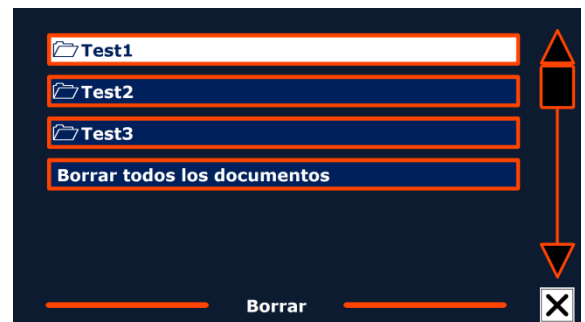 Test1
Test2
Test3
Borrar todos los documentos
Borrar